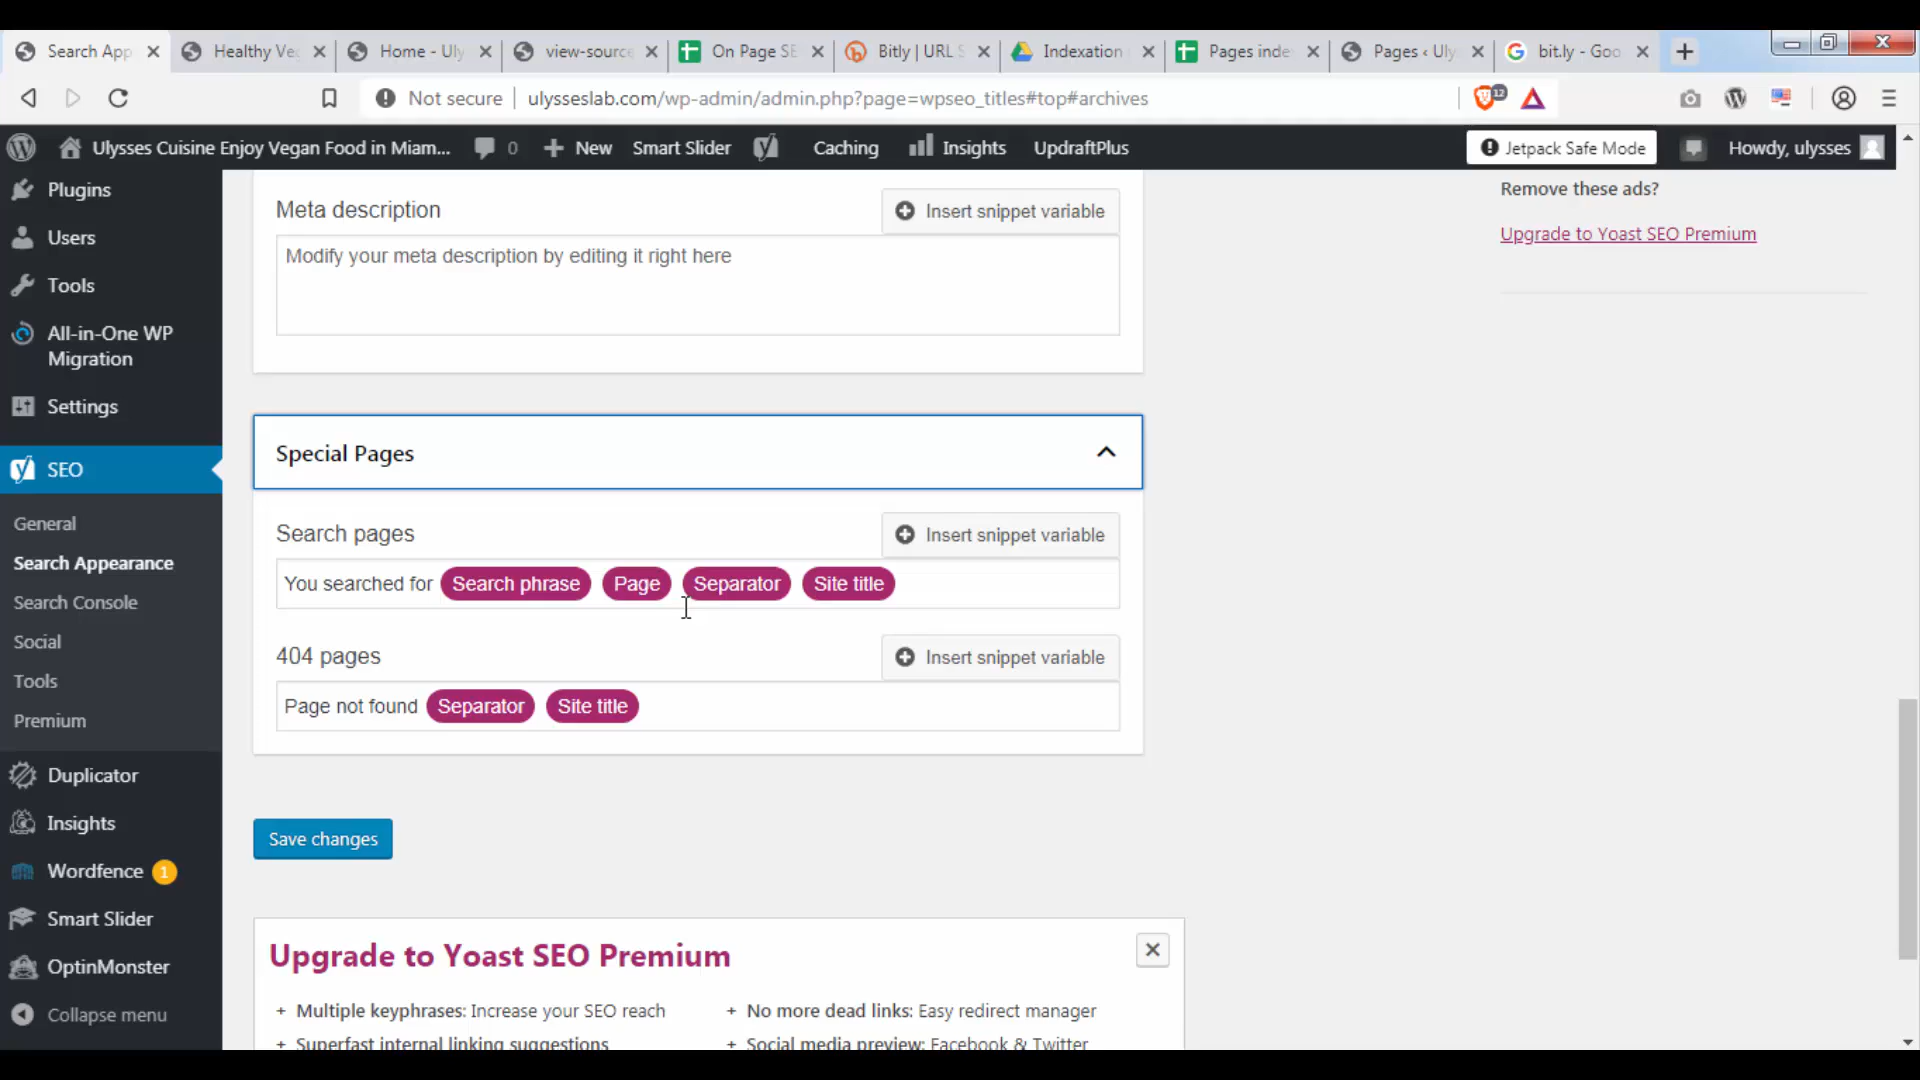 Search App
Healthy Ve
Home - Uly
view-source
On Page SE
Bitly | URL S
Indexation
Pages inde
Pages ‹ Uly
bit.ly - Goo
Not secure
ulysseslab.com/wp-admin/admin.php?page=wpseo_titles#top#archives
12
Ulysses Cuisine Enjoy Vegan Food in Miam...
0
New
Smart Slider
Caching
Insights
UpdraftPlus
Jetpack Safe Mode
Howdy, ulysses
Plugins
Users
Tools
All-in-One WP
Migration
Settings
SEO
General
Search Appearance
Search Console
Social
Tools
Premium
Duplicator
Insights
Wordfence 1
Smart Slider
OptinMonster
Collapse menu
Meta description
Insert snippet variable
Modify your meta description by editing it right here
Special Pages
Search pages
Insert snippet variable
You searched for Search phrase Page Separator Site title
404 pages
Insert snippet variable
Page not found Separator Site title
Save changes
Upgrade to Yoast SEO Premium
+ Multiple keyphrases: Increase your SEO reach
+ No more dead links: Easy redirect manager
+ Superfast internal linking suggestions
+ Social media preview: Facebook & Twitter
Remove these ads?
Upgrade to Yoast SEO Premium